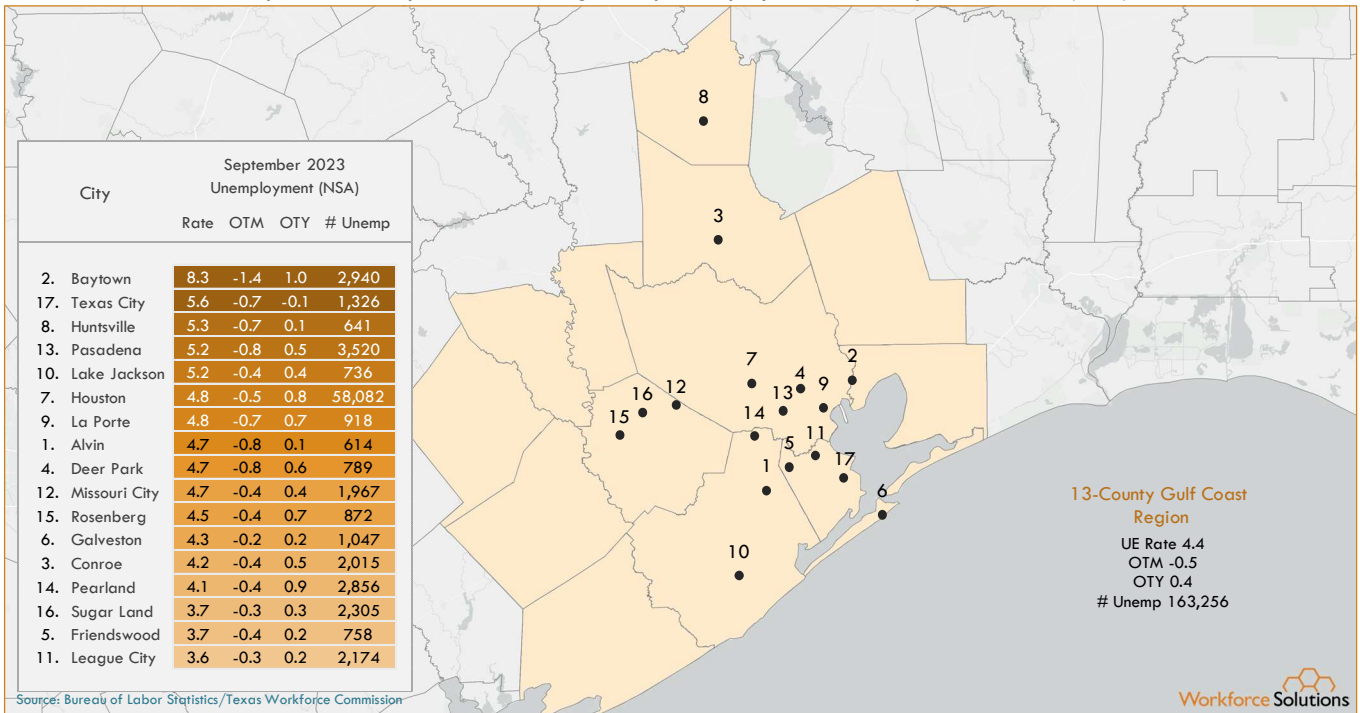 City
September 2023
Unemployment (NSA)
Rate OTM OTY # Unemp
2. Baytown 8.3 -1.4 1.0 2,940
17. Texas City 5.6 -0.7 -0.1 1,326
8. Huntsville 5.3 -0.7 0.1 641
13. Pasadena 5.2 -0.8 0.5 3,520
10. Lake Jackson 5.2 -0.4 0.4 736
7. Houston 4.8 -0.5 0.8 58,082
9. La Porte 4.8 -0.7 0.7 918
1. Alvin 4.7 -0.8 0.1 614
4. Deer Park 4.7 -0.8 0.6 789
12. Missouri City 4.7 -0.4 0.4 1,967
15. Rosenberg 4.5 -0.4 0.7 872
6. Galveston 4.3 -0.2 0.2 1,047
3. Conroe 4.2 -0.4 0.5 2,015
14. Pearland 4.1 -0.4 0.9 2,856
16. Sugar Land 3.7 -0.3 0.3 2,305
5. Friendswood 3.7 -0.4 0.2 758
11. League City 3.6 -0.3 0.2 2,174
Source: Bureau of Labor Statistics/Texas Workforce Commission
8
3
7
4
2
16
12
13
9
15
14
5
11
1
17
6
10
13-County Gulf Coast
Region
UE Rate 4.4
OTM -0.5
OTY 0.4
# Unemp 163,256
Workforce Solutions